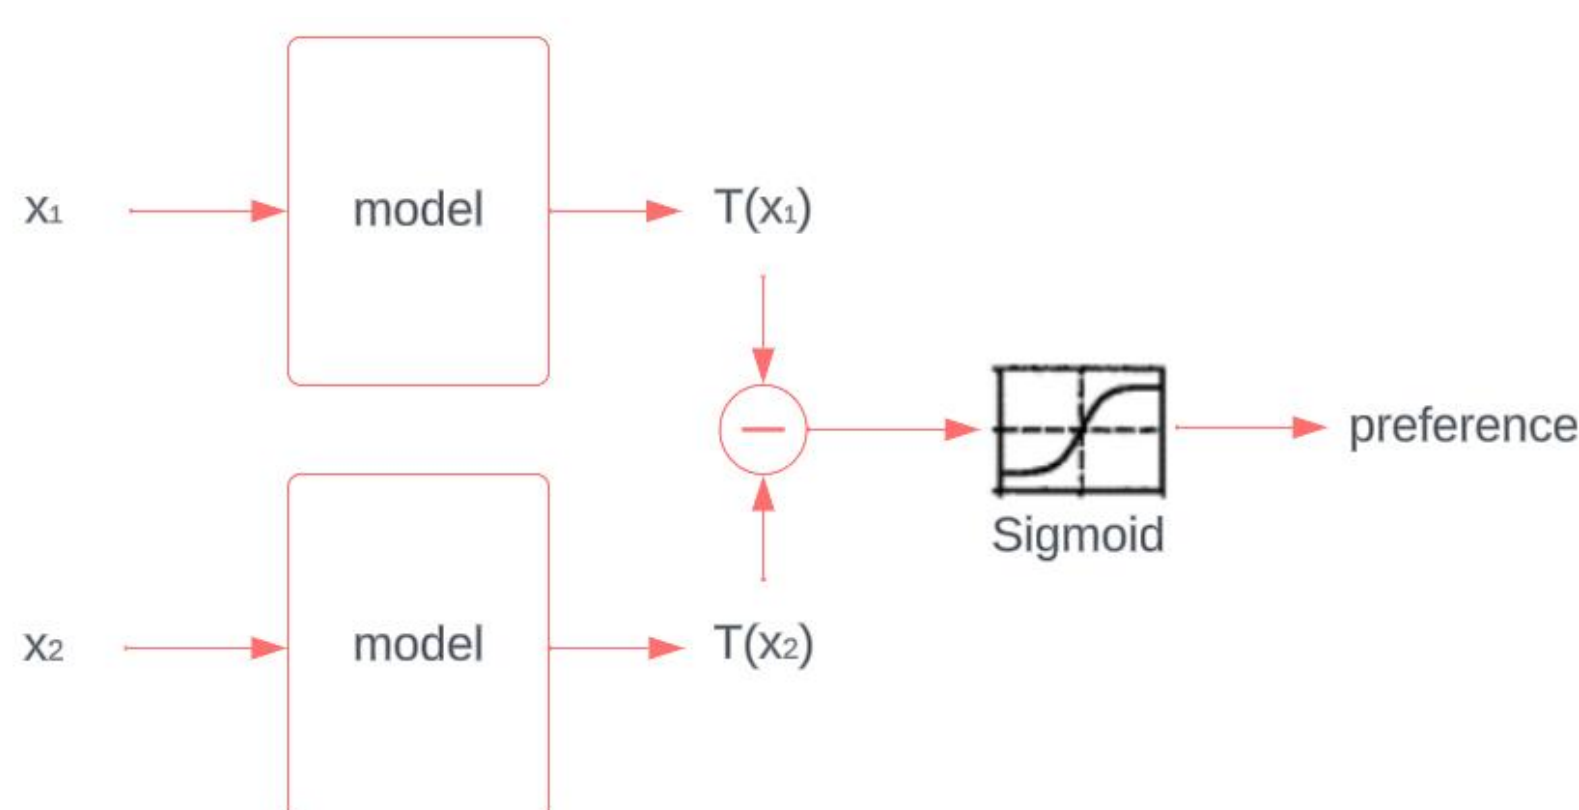 x₁
model
T(x₁)
preference
Sigmoid
x₂
model
T(x₂)